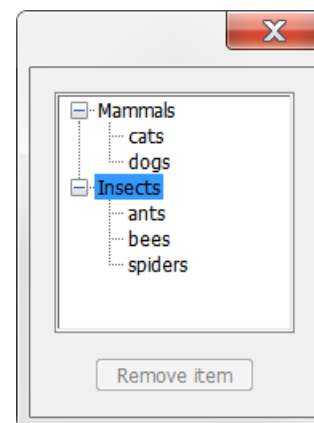 Mammals
cats
dogs
Insects
ants
bees
spiders
Remove item